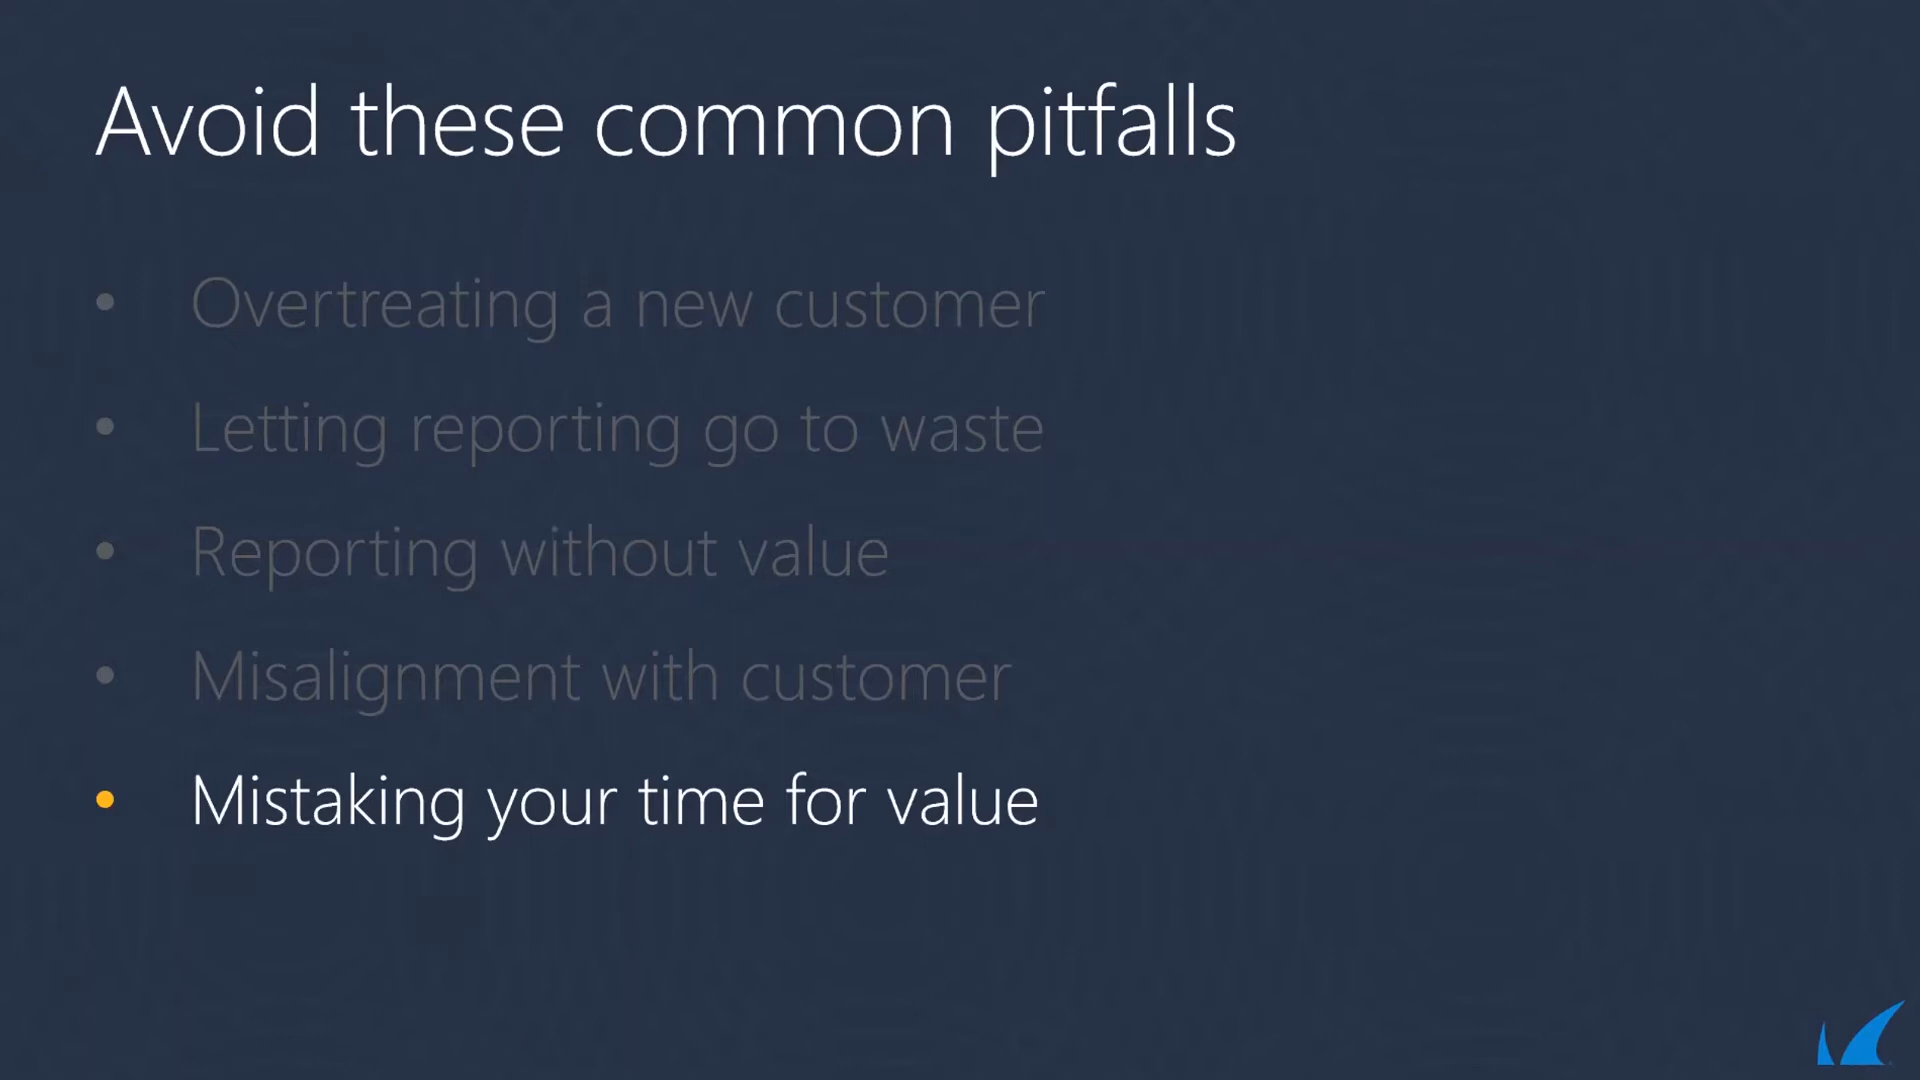 Avoid these common pitfalls
• Overtreating a new customer
• Letting reporting go to waste
• Reporting without value
• Misalignment with customer
• Mistaking your time for value